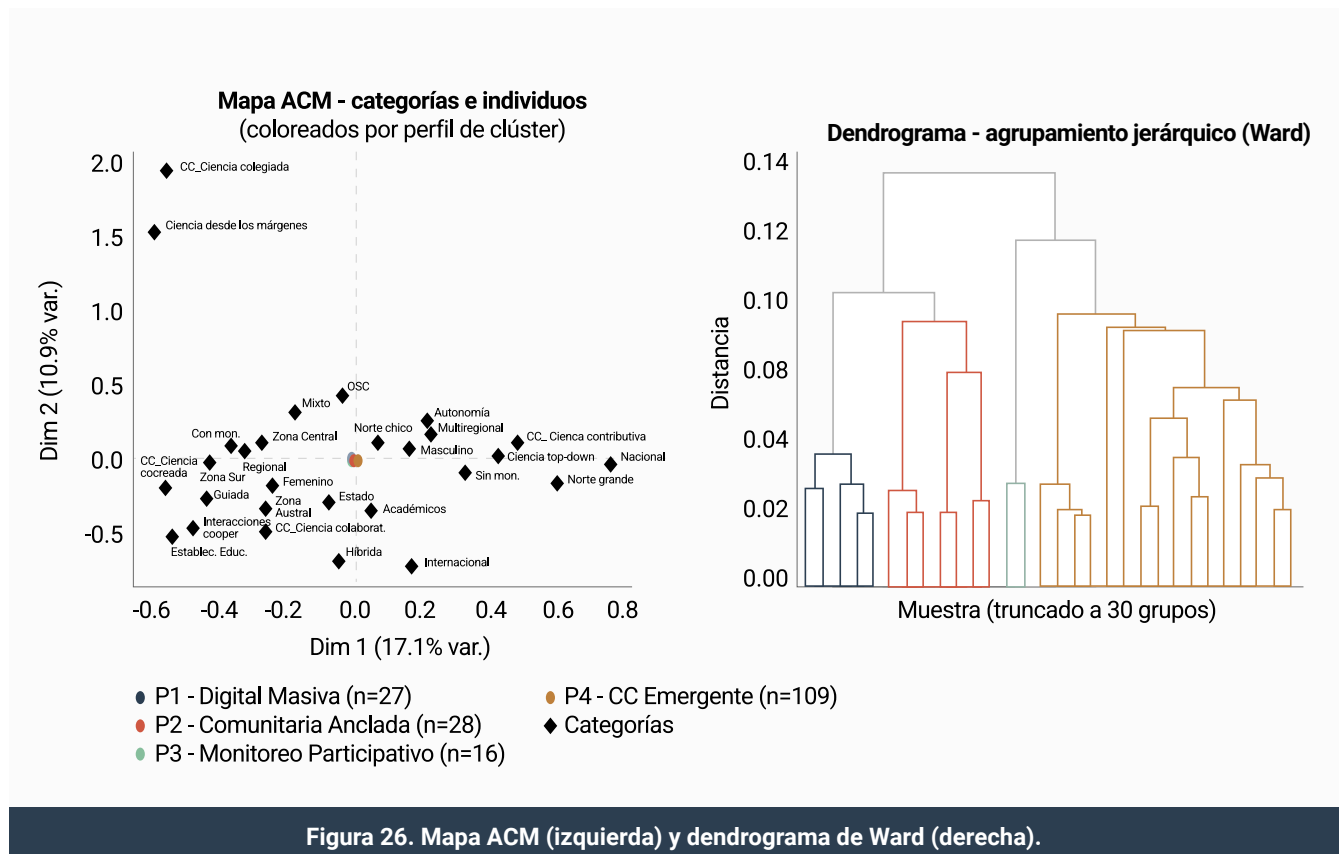 Mapa ACM - categorías e individuos
(coloreados por perfil de clúster)
2.0
1.5
1.0
0.5
0.0
-0.5
Dim 2 (10.9% var.)
CC_Ciencia colegiada
Ciencia desde los márgenes
OSC
Mixto
Autonomía
Con mon.
Zona Central
Norte chico
Multiregional
CC_ Cienca contributiva
Masculino
Ciencia top-down
Nacional
CC_Ciencia
cocreada
Regional
Zona Sur
Sin mon.
Norte grande
Femenino
Guiada
Zona
Austral
Estado
Académicos
Interacciones
cooper
CC_Ciencia colaborat.
Establec. Educ.
Híbrida
Internacional
-0.6
-0.4
-0.2
0.0
0.2
0.4
0.6
0.8
Dim 1 (17.1% var.)
Dendrograma - agrupamiento jerárquico (Ward)
0.14
0.12
0.10
0.08
0.04
0.02
0.00
Distancia
Muestra (truncado a 30 grupos)
P1 - Digital Masiva (n=27)
P2 - Comunitaria Anclada (n=28)
P3 - Monitoreo Participativo (n=16)
P4 - CC Emergente (n=109)
Categorías
Figura 26. Mapa ACM (izquierda) y dendrograma de Ward (derecha).